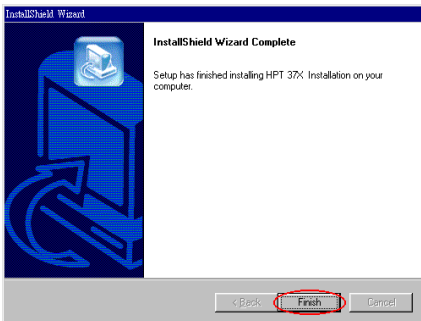 InstallShield Wizard
InstallShield Wizard Complete
Setup has finished installing HPT 37X Installation on your
computer.
< Back
Finish
Cancel